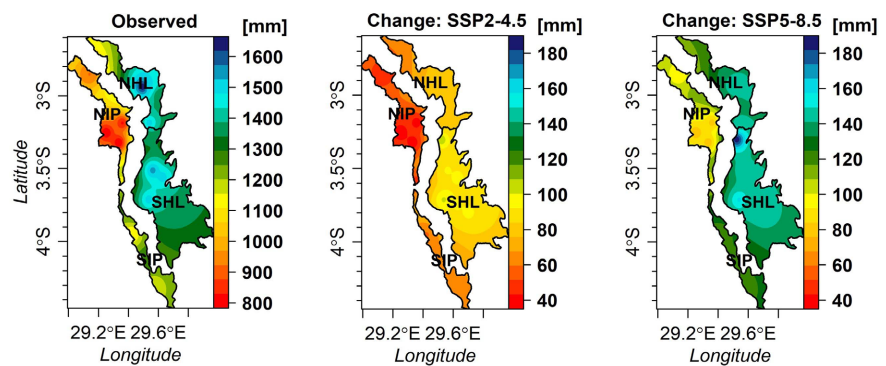 Observed
[mm]
1600
1500
1400
1300
1200
1100
1000
900
800
NHL
NIP
SHL
SIP
3°S
3.5°S
4°S
Latitude
29.2°E 29.6°E
Longitude
Change: SSP2-4.5
[mm]
180
160
140
120
100
80
60
40
NHL
NIP
SHL
SIP
3°S
3.5°S
4°S
29.2°E 29.6°E
Longitude
Change: SSP5-8.5
[mm]
180
160
140
120
100
80
60
40
NHL
NIP
SHL
SIP
3°S
3.5°S
4°S
29.2°E 29.6°E
Longitude